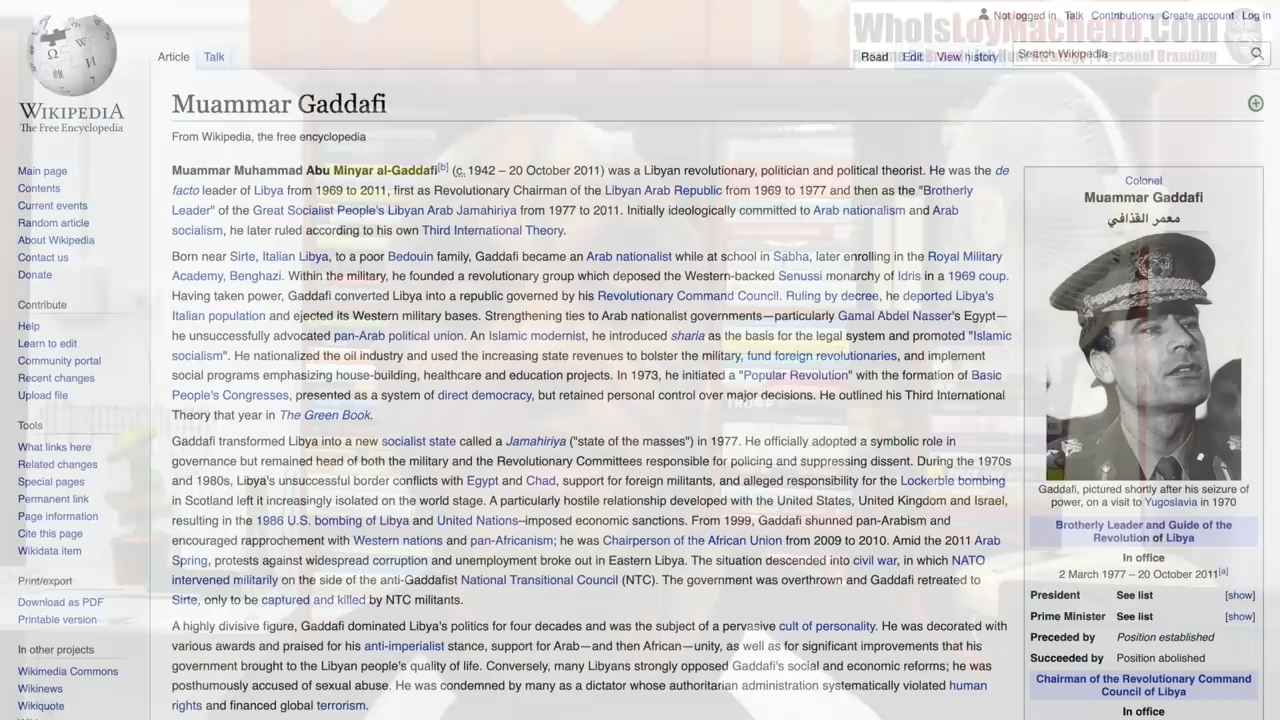 WhoIsLoyMachedo.Com
Not logged in Talk Contributions Create account Log in
Personal Branding
Article Talk
Read Edit View history Search Wikipedia
WIKIPEDIA
The Free Encyclopedia
Muammar Gaddafi
From Wikipedia, the free encyclopedia
Main page
Contents
Current events
Random article
About Wikipedia
Contact us
Donate
Contribute
Help
Learn to edit
Community portal
Recent changes
Upload file
Tools
What links here
Related changes
Special pages
Permanent link
Page information
Cite this page
Wikidata item
Print/export
Download as PDF
Printable version
In other projects
Wikimedia Commons
Wikinews
Wikiquote
Muammar Muhammad Abu Minyar al-Gaddafi[b] (c. 1942 – 20 October 2011) was a Libyan revolutionary, politician and political theorist. He was the de
facto leader of Libya from 1969 to 2011, first as Revolutionary Chairman of the Libyan Arab Republic from 1969 to 1977 and then as the "Brotherly
Leader" of the Great Socialist People's Libyan Arab Jamahiriya from 1977 to 2011. Initially ideologically committed to Arab nationalism and Arab
socialism, he later ruled according to his own Third International Theory.
Born near Sirte, Italian Libya, to a poor Bedouin family, Gaddafi became an Arab nationalist while at school in Sabha, later enrolling in the Royal Military
Academy, Benghazi. Within the military, he founded a revolutionary group which deposed the Western-backed Senussi monarchy of Idris in a 1969 coup.
Having taken power, Gaddafi converted Libya into a republic governed by his Revolutionary Command Council. Ruling by decree, he deported Libya's
Italian population and ejected its Western military bases. Strengthening ties to Arab nationalist governments—particularly Gamal Abdel Nasser's Egypt—
he unsuccessfully advocated pan-Arab political union. An Islamic modernist, he introduced sharia as the basis for the legal system and promoted "Islamic
socialism". He nationalized the oil industry and used the increasing state revenues to bolster the military, fund foreign revolutionaries, and implement
social programs emphasizing house-building, healthcare and education projects. In 1973, he initiated a "Popular Revolution" with the formation of Basic
People's Congresses, presented as a system of direct democracy, but retained personal control over major decisions. He outlined his Third International
Theory that year in The Green Book.
Gaddafi transformed Libya into a new socialist state called a Jamahiriya ("state of the masses") in 1977. He officially adopted a symbolic role in
governance but remained head of both the military and the Revolutionary Committees responsible for policing and suppressing dissent. During the 1970s
and 1980s, Libya's unsuccessful border conflicts with Egypt and Chad, support for foreign militants, and alleged responsibility for the Lockerbie bombing
in Scotland left it increasingly isolated on the world stage. A particularly hostile relationship developed with the United States, United Kingdom and Israel,
resulting in the 1986 U.S. bombing of Libya and United Nations–imposed economic sanctions. From 1999, Gaddafi shunned pan-Arabism and
encouraged rapprochement with Western nations and pan-Africanism; he was Chairperson of the African Union from 2009 to 2010. Amid the 2011 Arab
Spring, protests against widespread corruption and unemployment broke out in Eastern Libya. The situation descended into civil war, in which NATO
intervened militarily on the side of the anti-Gaddafist National Transitional Council (NTC). The government was overthrown and Gaddafi retreated to
Sirte, only to be captured and killed by NTC militants.
A highly divisive figure, Gaddafi dominated Libya's politics for four decades and was the subject of a pervasive cult of personality. He was decorated with
various awards and praised for his anti-imperialist stance, support for Arab—and then African—unity, as well as for significant improvements that his
government brought to the Libyan people's quality of life. Conversely, many Libyans strongly opposed Gaddafi's social and economic reforms; he was
posthumously accused of sexual abuse. He was condemned by many as a dictator whose authoritarian administration systematically violated human
rights and financed global terrorism.
Colonel
Muammar Gaddafi
معمر القذافي
Gaddafi, pictured shortly after his seizure of
power, on a visit to Yugoslavia in 1970
Brotherly Leader and Guide of the
Revolution of Libya
In office
2 March 1977 – 20 October 2011[a]
President See list [show]
Prime Minister See list [show]
Preceded by Position established
Succeeded by Position abolished
Chairman of the Revolutionary Command
Council of Libya
In office